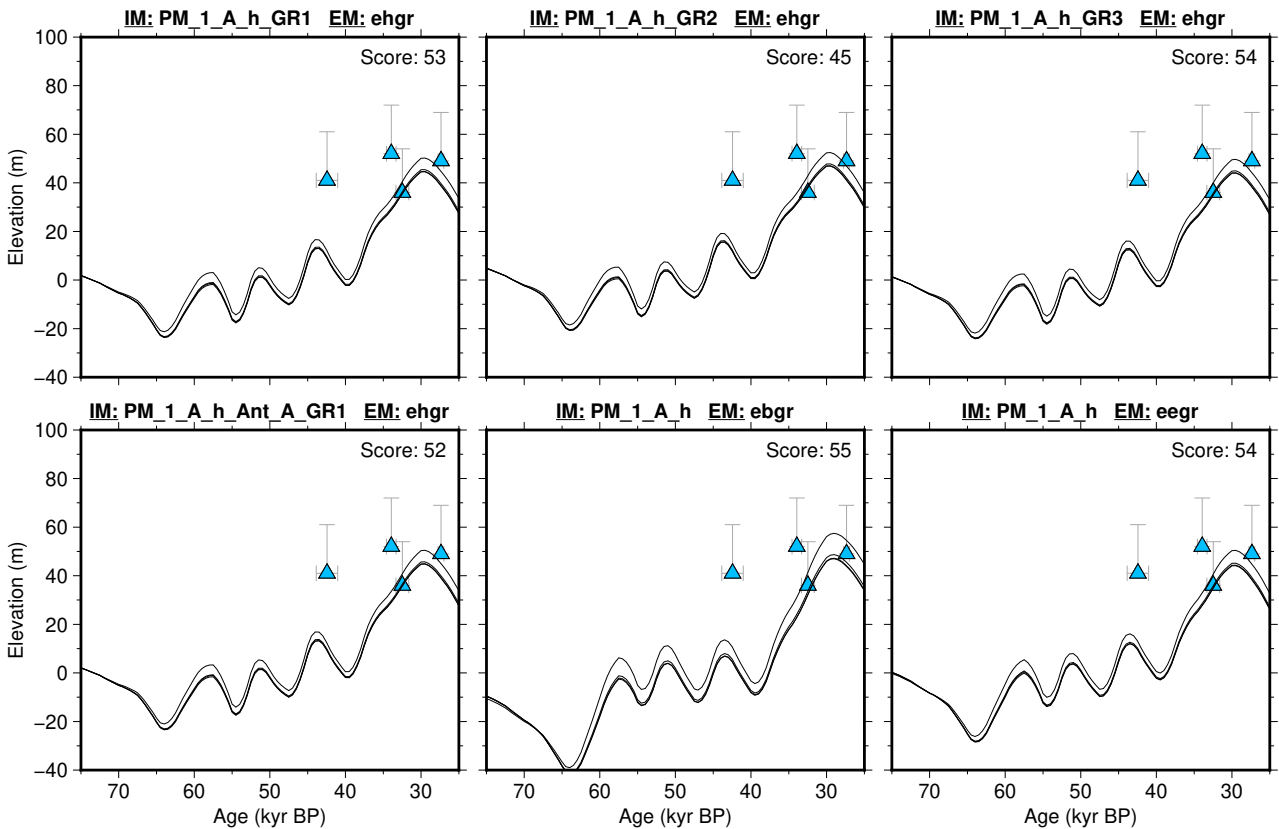 IM: PM_1_A_h_GR1 EM: ehgr
IM: PM_1_A_h_GR2 EM: ehgr
IM: PM_1_A_h_GR3 EM: ehgr
Score: 53
Score: 45
Score: 54
100
80
60
40
20
0
−20
−40
Elevation (m)
IM: PM_1_A_h_Ant_A_GR1 EM: ehgr
IM: PM_1_A_h EM: ebgr
IM: PM_1_A_h EM: eegr
Score: 52
Score: 55
Score: 54
100
80
60
40
20
0
−20
−40
Elevation (m)
70 60 50 40 30
70 60 50 40 30
70 60 50 40 30
Age (kyr BP)
Age (kyr BP)
Age (kyr BP)